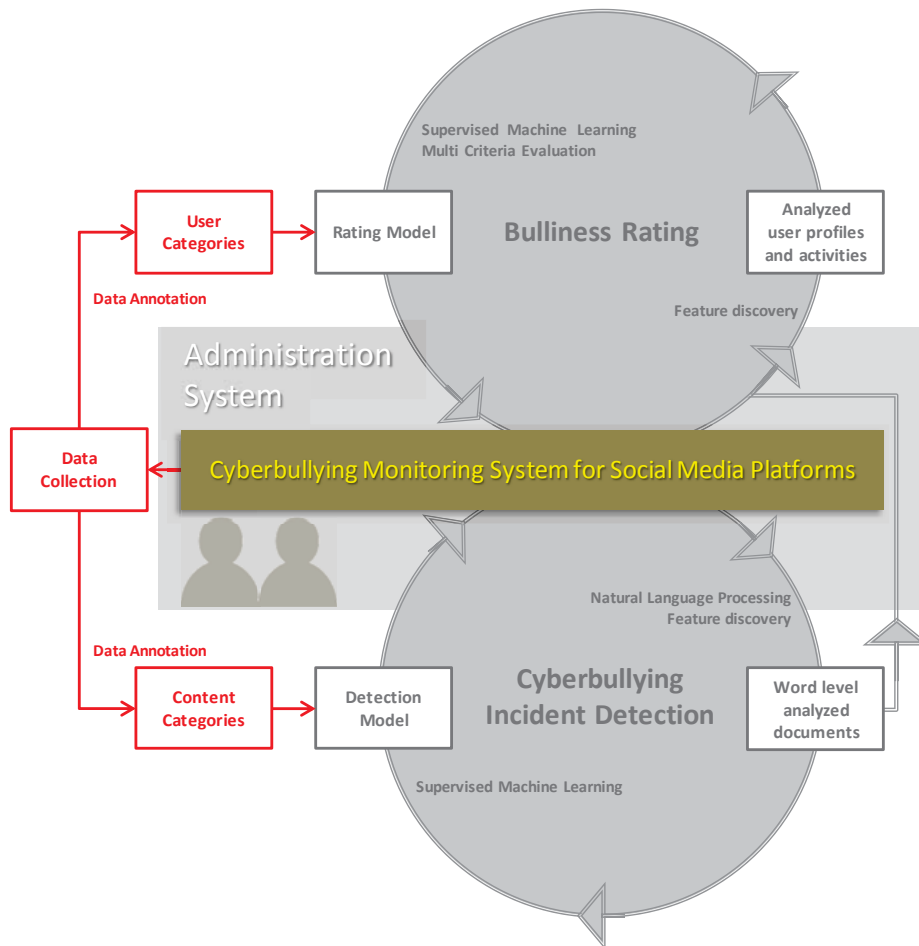 Supervised Machine Learning
Multi Criteria Evaluation
User
Categories
Rating Model
Bulliness Rating
Analyzed
user profiles
and activities
Data Annotation
Feature discovery
Administration
System
Data
Collection
Cyberbullying Monitoring System for Social Media Platforms
Natural Language Processing
Feature discovery
Data Annotation
Content
Categories
Detection
Model
Cyberbullying
Incident Detection
Word level
analyzed
documents
Supervised Machine Learning